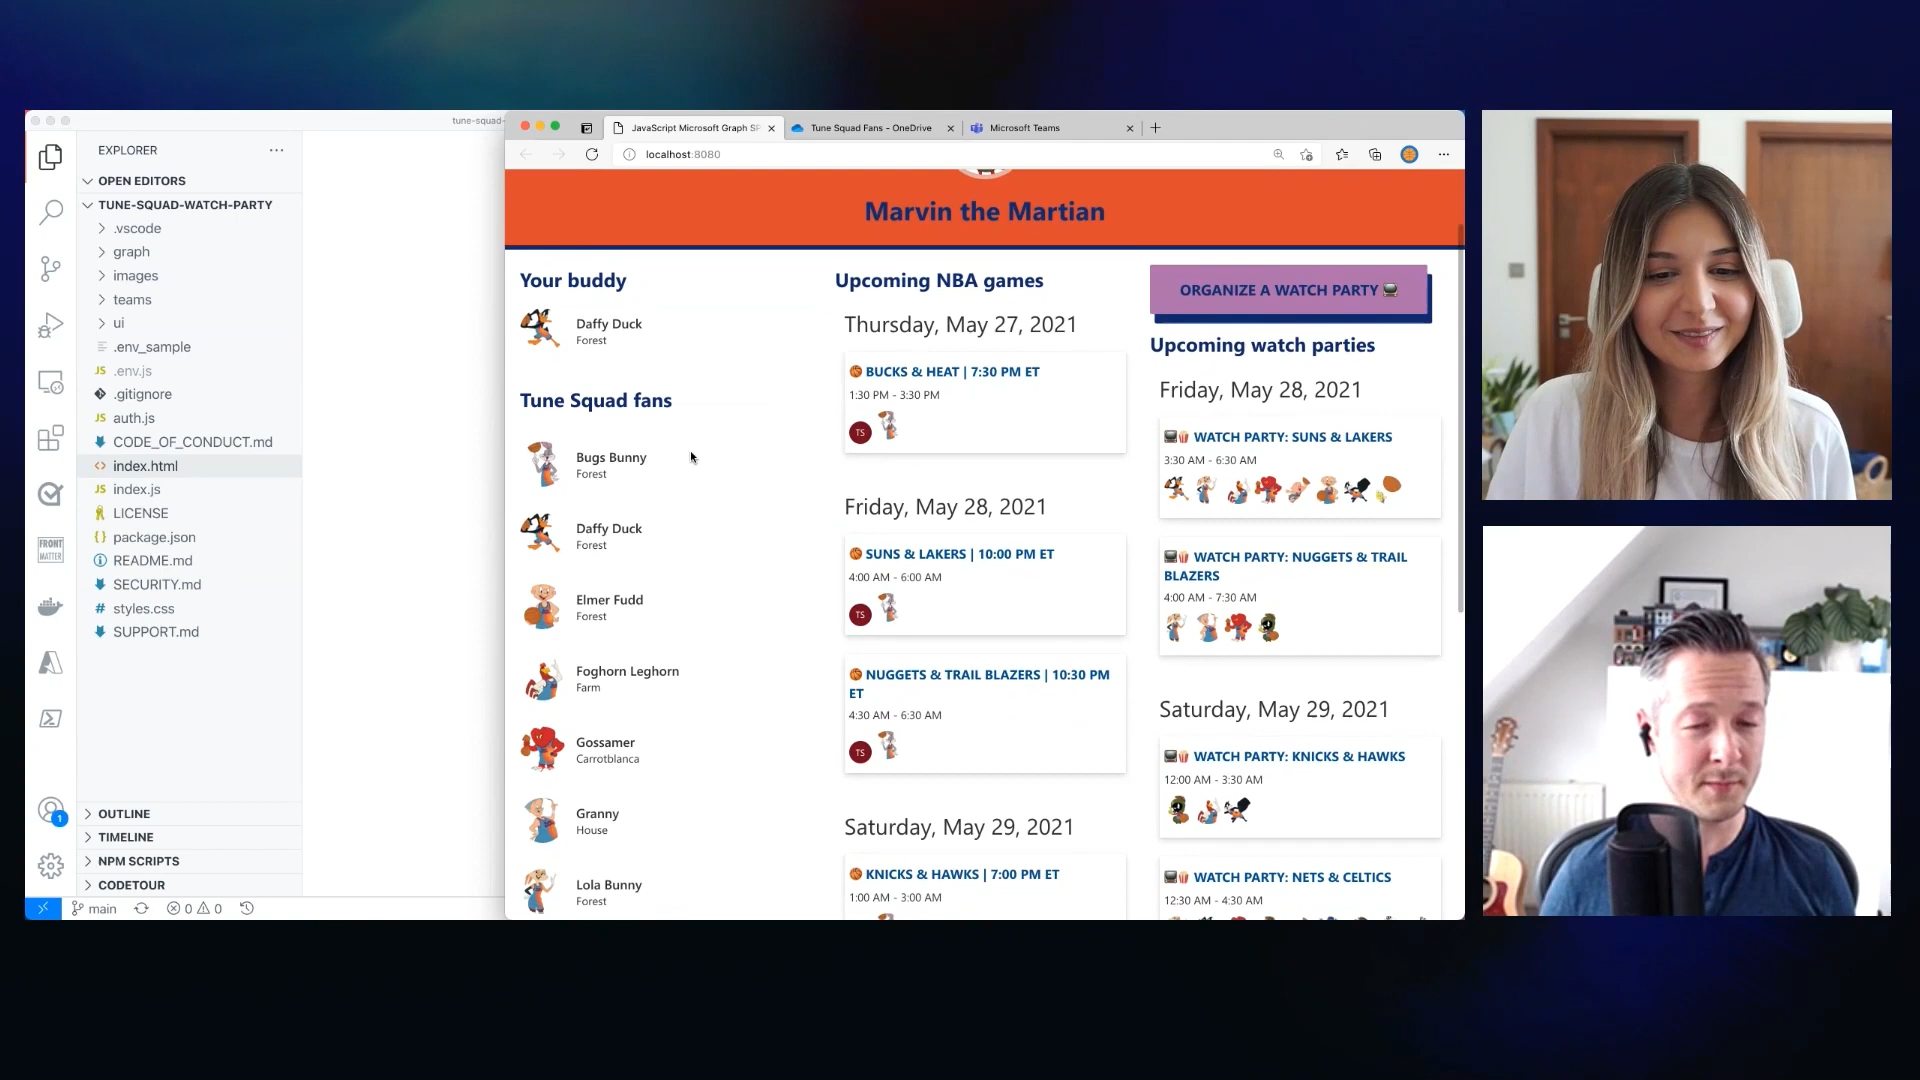 tune-squad-
EXPLORER
OPEN EDITORS
TUNE-SQUAD-WATCH-PARTY
.vscode
graph
images
teams
ui
.env_sample
JS .env.js
.gitignore
JS auth.js
CODE_OF_CONDUCT.md
index.html
JS index.js
LICENSE
package.json
README.md
SECURITY.md
# styles.css
SUPPORT.md
FRONT
MATTER
1
OUTLINE
TIMELINE
NPM SCRIPTS
CODETOUR
main
0
0
JavaScript Microsoft Graph SP
Tune Squad Fans - OneDrive
Microsoft Teams
localhost:8080
Marvin the Martian
Your buddy
Daffy Duck
Forest
Tune Squad fans
Bugs Bunny
Forest
Daffy Duck
Forest
Elmer Fudd
Forest
Foghorn Leghorn
Farm
Gossamer
Carrotblanca
Granny
House
Lola Bunny
Forest
Upcoming NBA games
Thursday, May 27, 2021
BUCKS & HEAT | 7:30 PM ET
1:30 PM - 3:30 PM
TS
Friday, May 28, 2021
SUNS & LAKERS | 10:00 PM ET
4:00 AM - 6:00 AM
TS
NUGGETS & TRAIL BLAZERS | 10:30 PM
ET
4:30 AM - 6:30 AM
TS
Saturday, May 29, 2021
KNICKS & HAWKS | 7:00 PM ET
1:00 AM - 3:00 AM
ORGANIZE A WATCH PARTY
Upcoming watch parties
Friday, May 28, 2021
WATCH PARTY: SUNS & LAKERS
3:30 AM - 6:30 AM
WATCH PARTY: NUGGETS & TRAIL
BLAZERS
4:00 AM - 7:30 AM
Saturday, May 29, 2021
WATCH PARTY: KNICKS & HAWKS
12:00 AM - 3:30 AM
WATCH PARTY: NETS & CELTICS
12:30 AM - 4:30 AM